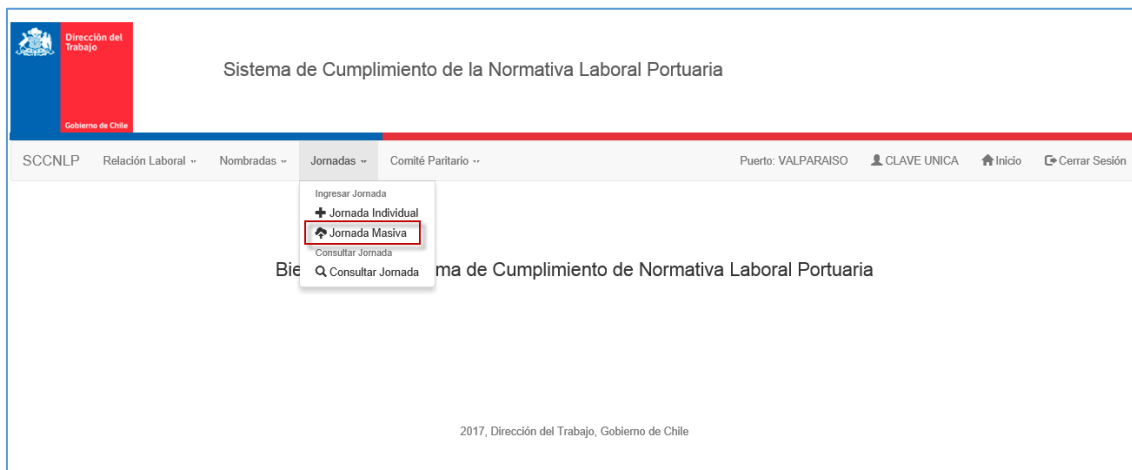 Dirección del
Trabajo
Gobierno de Chile
Sistema de Cumplimiento de la Normativa Laboral Portuaria
SCCNLP Relación Laboral Nombradas Jornadas Comité Paritario Puerto: VALPARAISO CLAVE UNICA Inicio Cerrar Sesión
Ingresar Jornada
Jornada Individual
Jornada Masiva
Consultar Jornada
Consultar Jornada
Bie ma de Cumplimiento de Normativa Laboral Portuaria
2017, Dirección del Trabajo, Gobierno de Chile